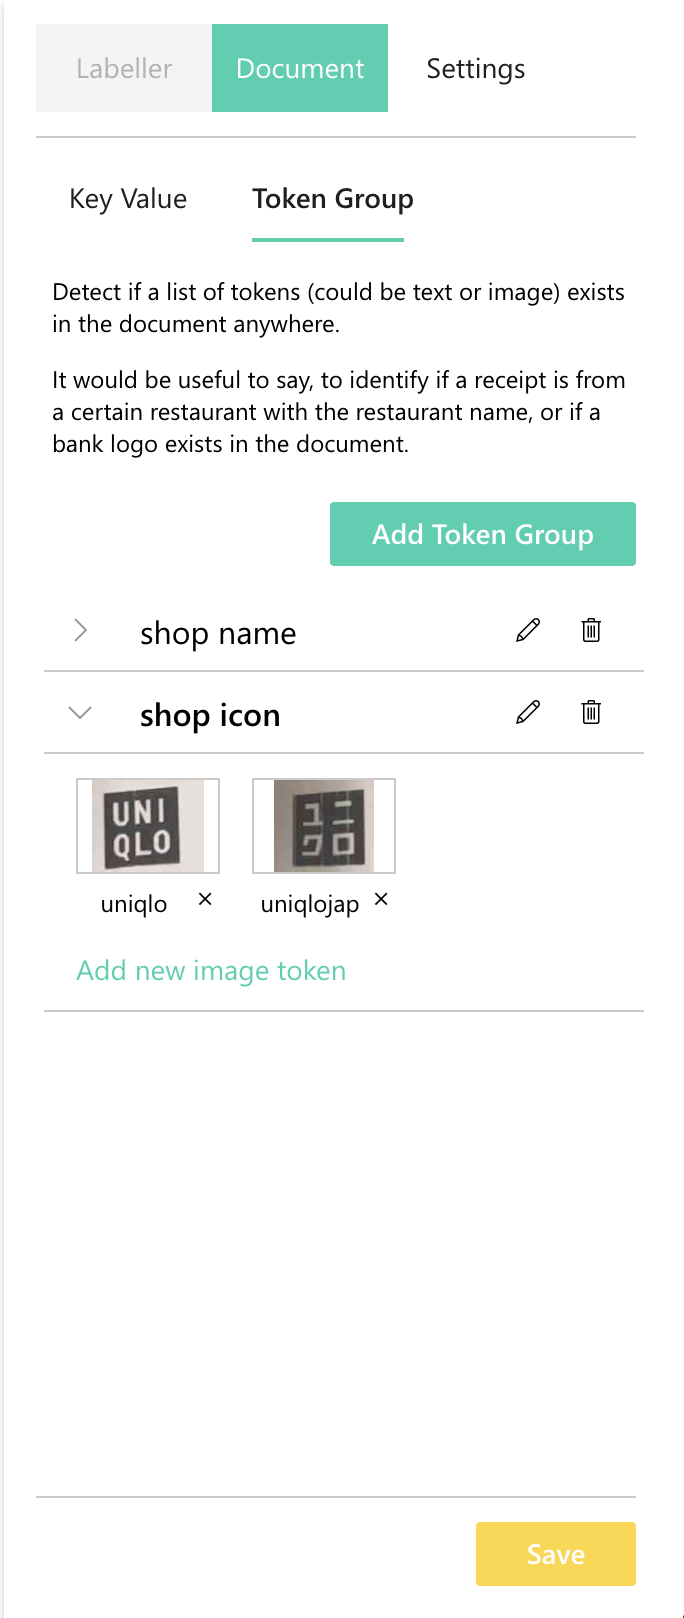 Labeller Document Settings
Key Value Token Group
Detect if a list of tokens (could be text or image) exists
in the document anywhere.
It would be useful to say, to identify if a receipt is from
a certain restaurant with the restaurant name, or if a
bank logo exists in the document.
Add Token Group
shop name
shop icon
UNI
QLO
ユニ
クロ
uniqlo
uniqlojap
Add new image token
Save